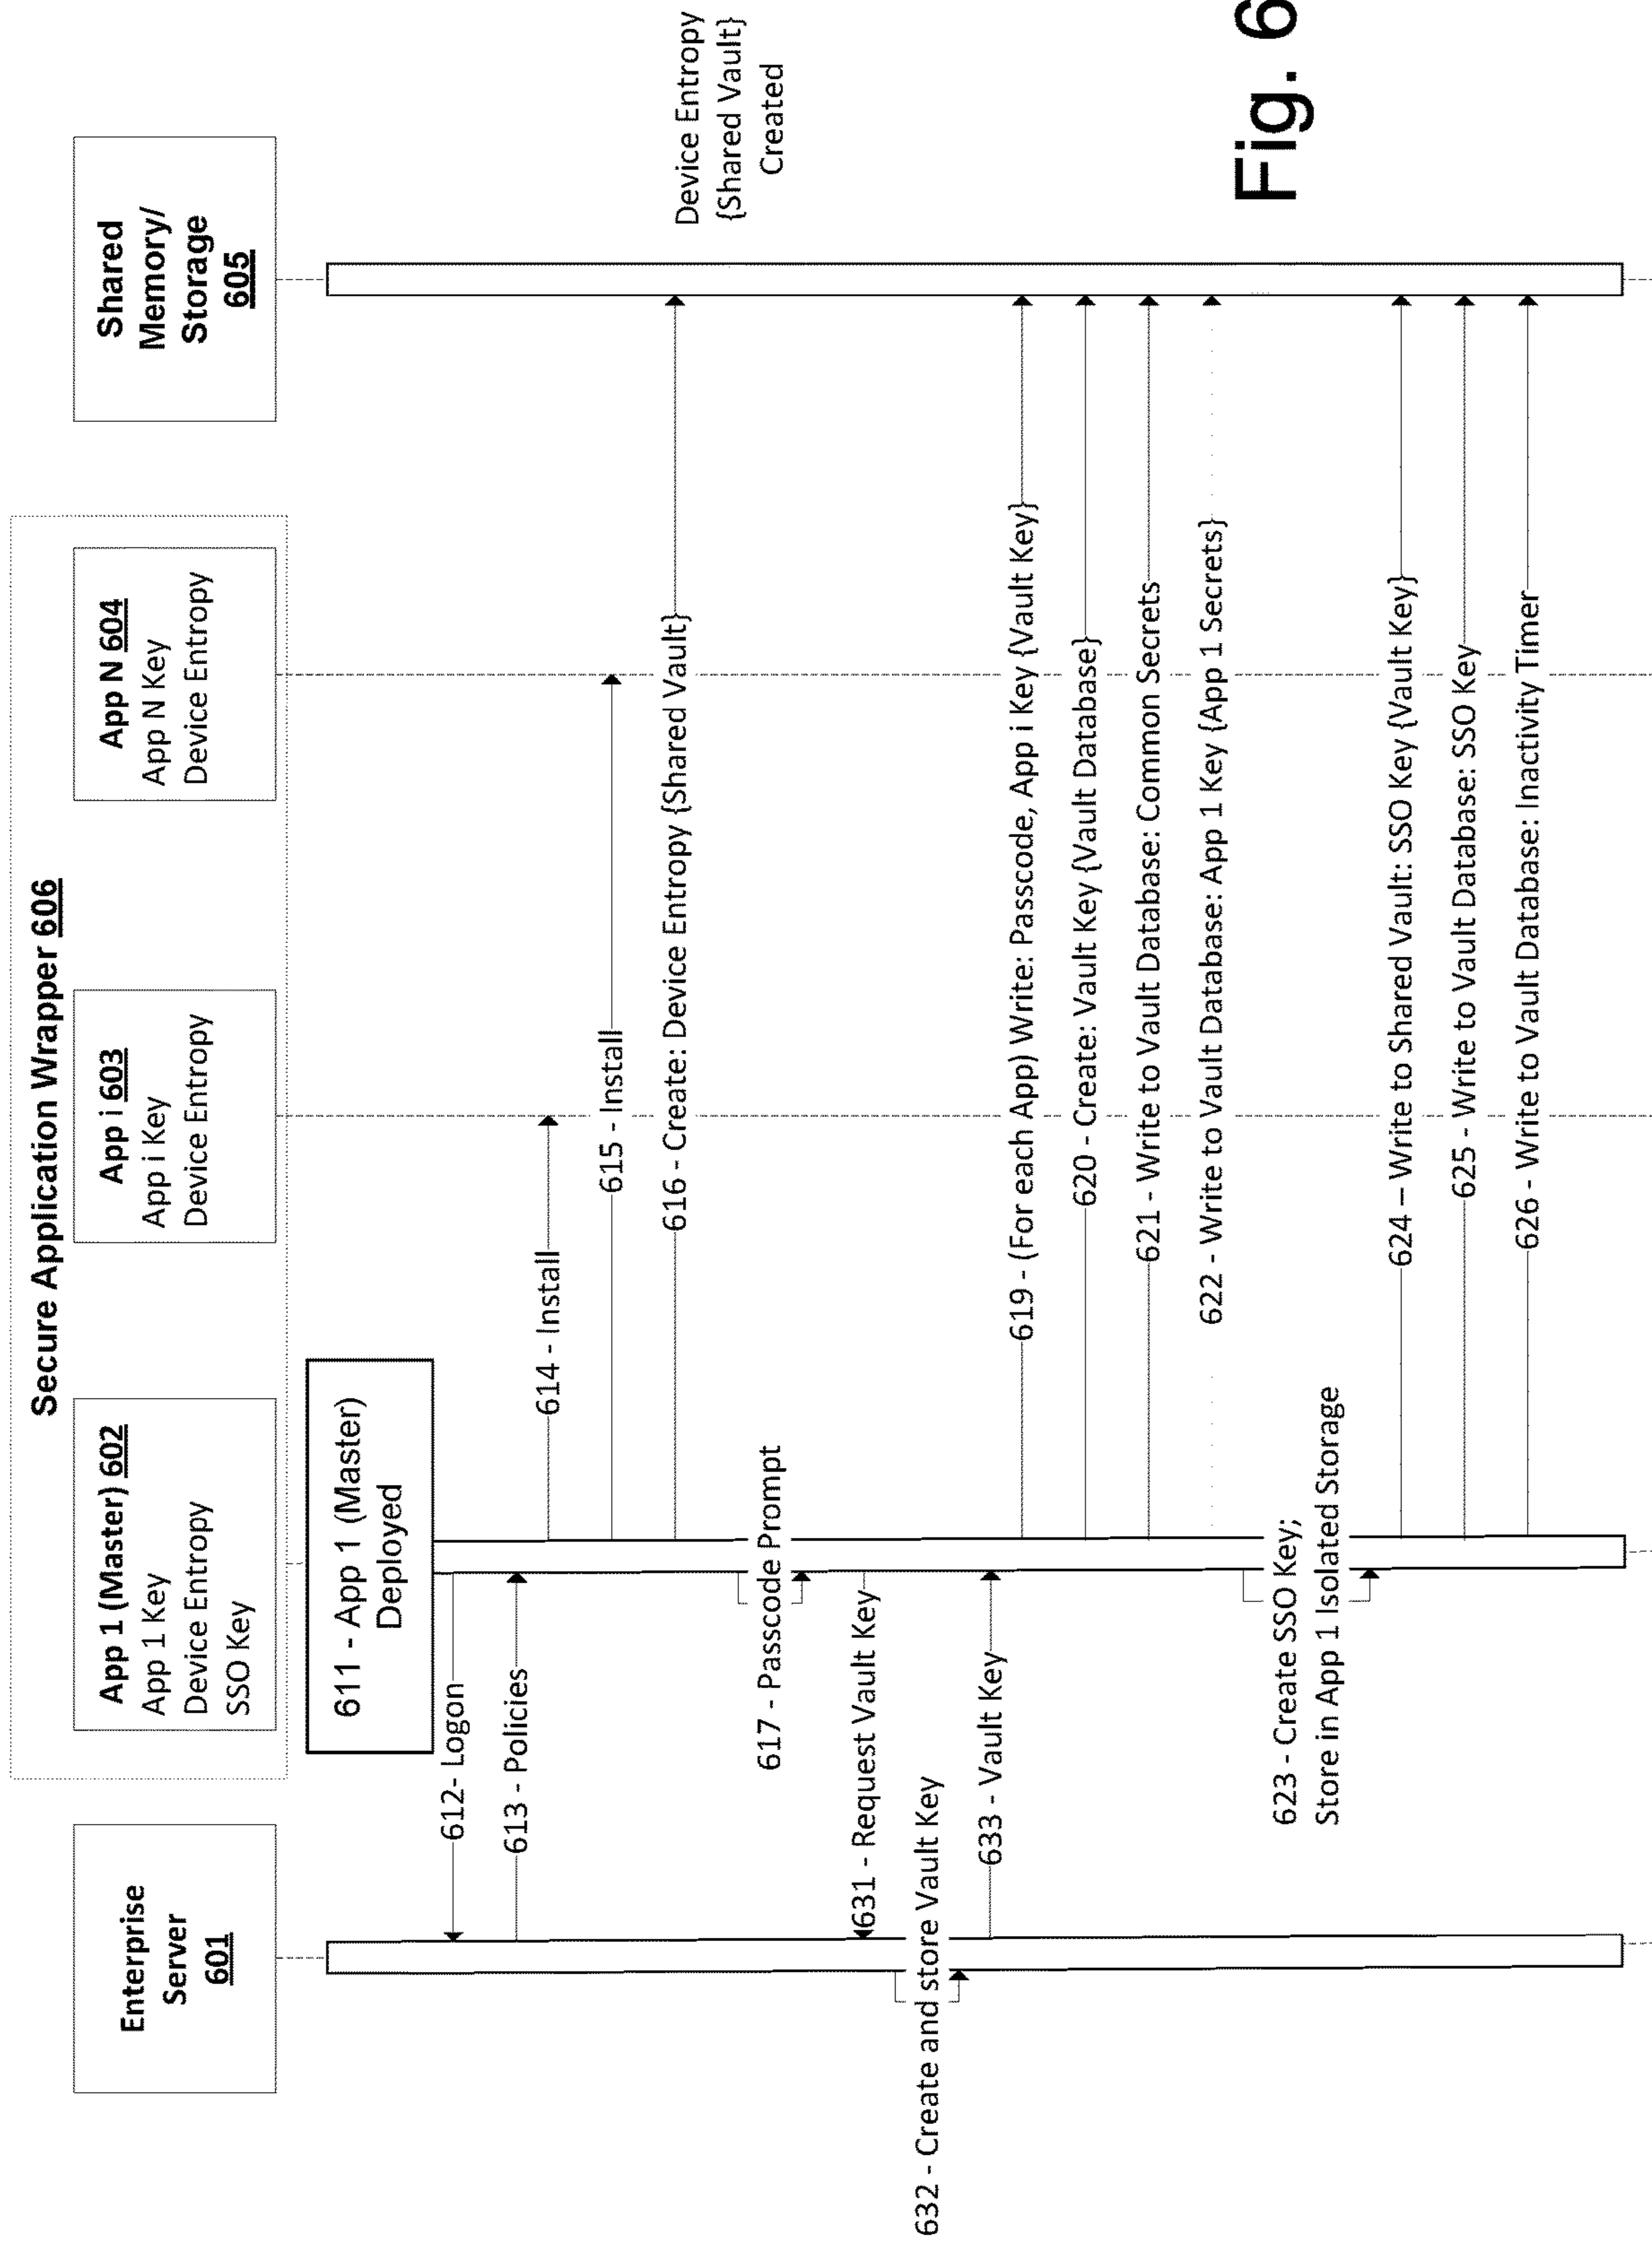 Secure Application Wrapper 606
Enterprise
Server
601
App 1 (Master) 602
App 1 Key
Device Entropy
SSO Key
App i 603
App i Key
Device Entropy
App N 604
App N Key
Device Entropy
Shared
Memory/
Storage
605
611 - App 1 (Master)
Deployed
612- Logon
613 - Policies
614 - Install
615 - Install
616 - Create: Device Entropy {Shared Vault}
Device Entropy
{Shared Vault}
Created
617 - Passcode Prompt
631 - Request Vault Key
632 - Create and store Vault Key
633 - Vault Key
619 - (For each App) Write: Passcode, App i Key {Vault Key}
620 - Create: Vault Key {Vault Database}
621 - Write to Vault Database: Common Secrets
622 - Write to Vault Database: App 1 Key {App 1 Secrets}
623 - Create SSO Key;
Store in App 1 Isolated Storage
624 – Write to Shared Vault: SSO Key {Vault Key}
625 - Write to Vault Database: SSO Key
626 - Write to Vault Database: Inactivity Timer
Fig. 6